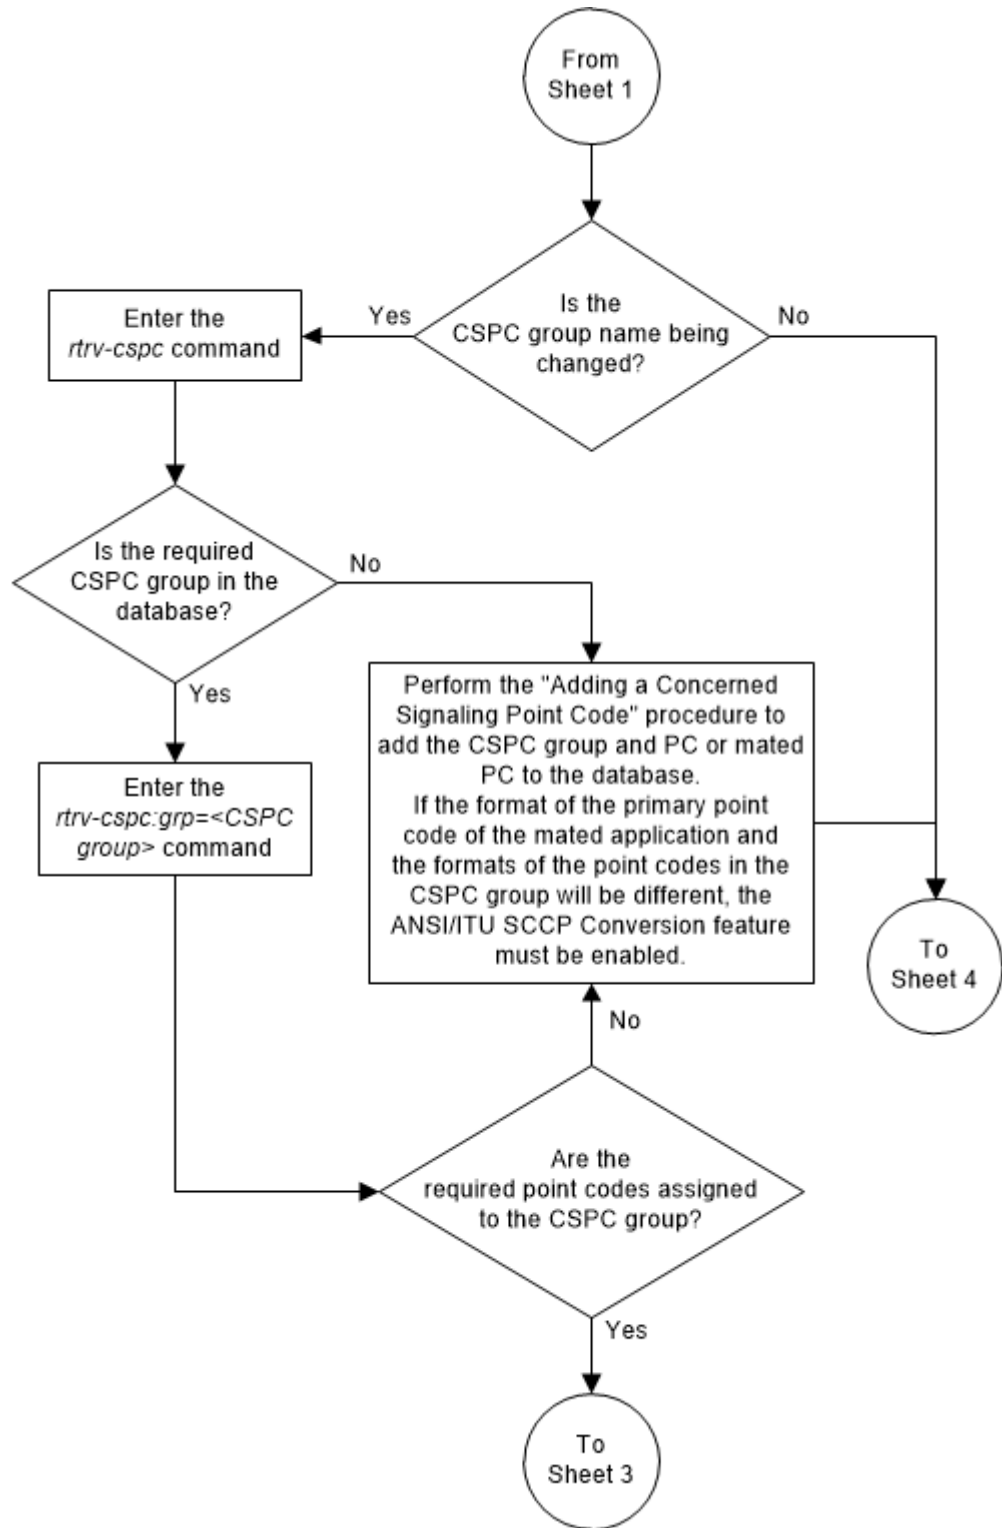 From
Sheet 1
Is the
CSPC group name being
changed?
Yes
No
Enter the
rtrv-cspc command
Is the required
CSPC group in the
database?
No
Yes
Enter the
rtrv-cspc:grp=<CSPC
group> command
Perform the "Adding a Concerned
Signaling Point Code" procedure to
add the CSPC group and PC or mated
PC to the database.
If the format of the primary point
code of the mated application and
the formats of the point codes in the
CSPC group will be different, the
ANSI/ITU SCCP Conversion feature
must be enabled.
To
Sheet 4
No
Are the
required point codes assigned
to the CSPC group?
Yes
To
Sheet 3